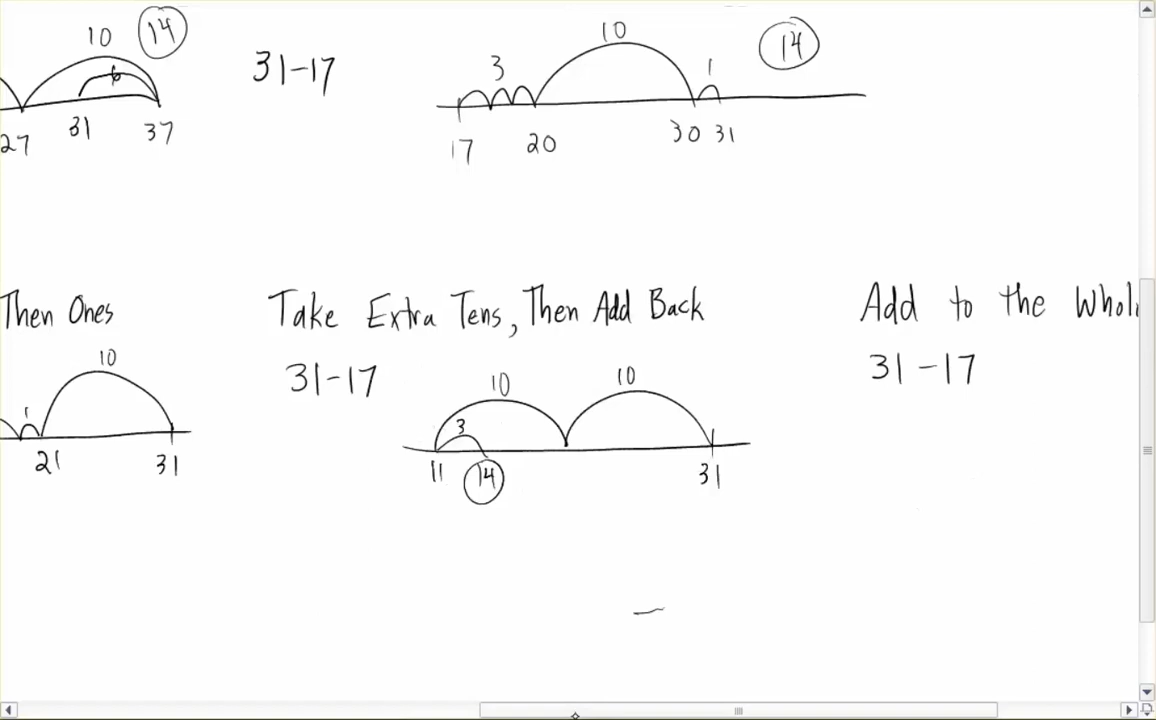 10 14
6
27 31 37
31-17
3 10 1 14
17 20 30 31
Then Ones
10
1
21 31
Take Extra Tens, Then Add Back
31-17
10 10
3
11 14 31
Add to the Whol
31-17